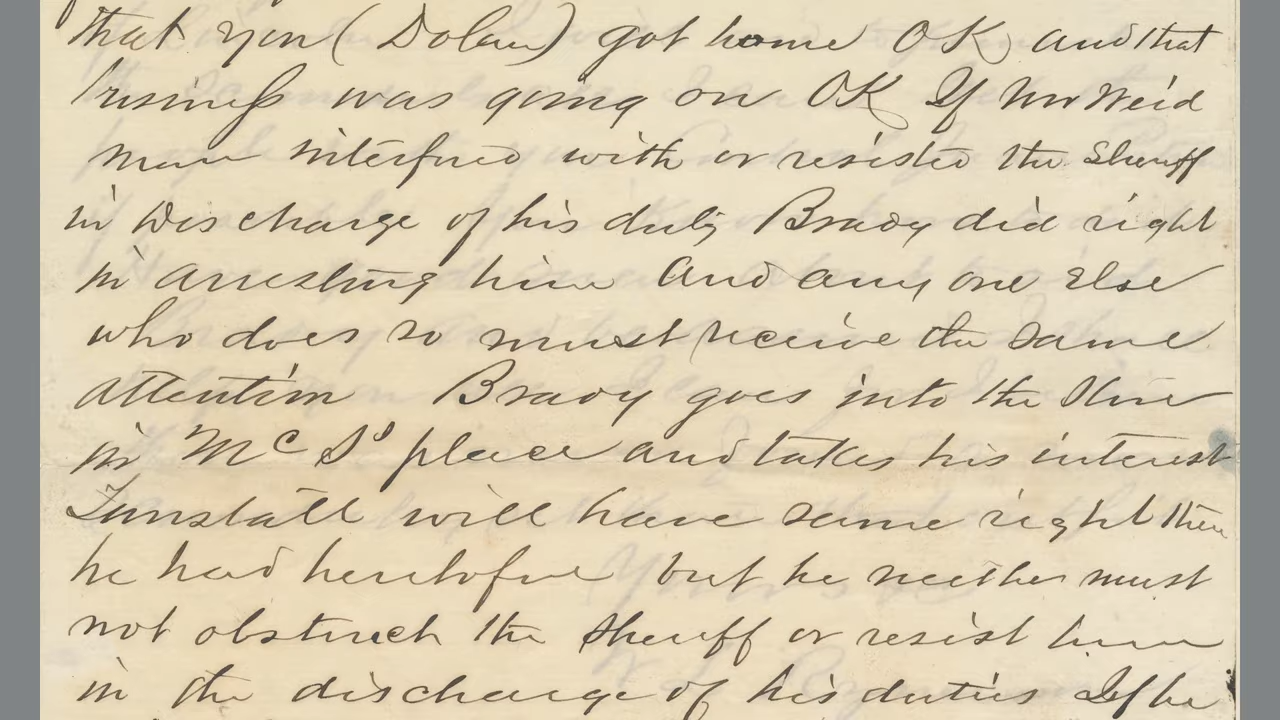 that you (Dolan) got home OK and that
business was going on OK If Mr Weid
man interfered with or resisted the Sheriff
in Discharge of his duty Brady did right
in arresting him and any one else
who does so must receive the same
attention Brady goes into the Store
in McSs place and takes his interest
Tunstall will have same right then
he had heretofore but he neither must
not obstruct the Sheriff or resist him
in the discharge of his duties If he